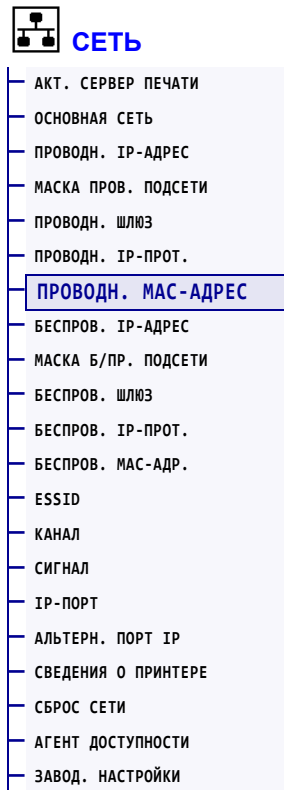 СЕТЬ
АКТ. СЕРВЕР ПЕЧАТИ
ОСНОВНАЯ СЕТЬ
ПРОВОДН. IP-АДРЕС
МАСКА ПРОВ. ПОДСЕТИ
ПРОВОДН. ШЛЮЗ
ПРОВОДН. IP-ПРОТ.
ПРОВОДН. MAC-АДРЕС
БЕСПРОВ. IP-АДРЕС
МАСКА Б/ПР. ПОДСЕТИ
БЕСПРОВ. ШЛЮЗ
БЕСПРОВ. IP-ПРОТ.
БЕСПРОВ. MAC-АДР.
ESSID
КАНАЛ
СИГНАЛ
IP-ПОРТ
АЛЬТЕРН. ПОРТ IP
СВЕДЕНИЯ О ПРИНТЕРЕ
СБРОС СЕТИ
АГЕНТ ДОСТУПНОСТИ
ЗАВОД. НАСТРОЙКИ